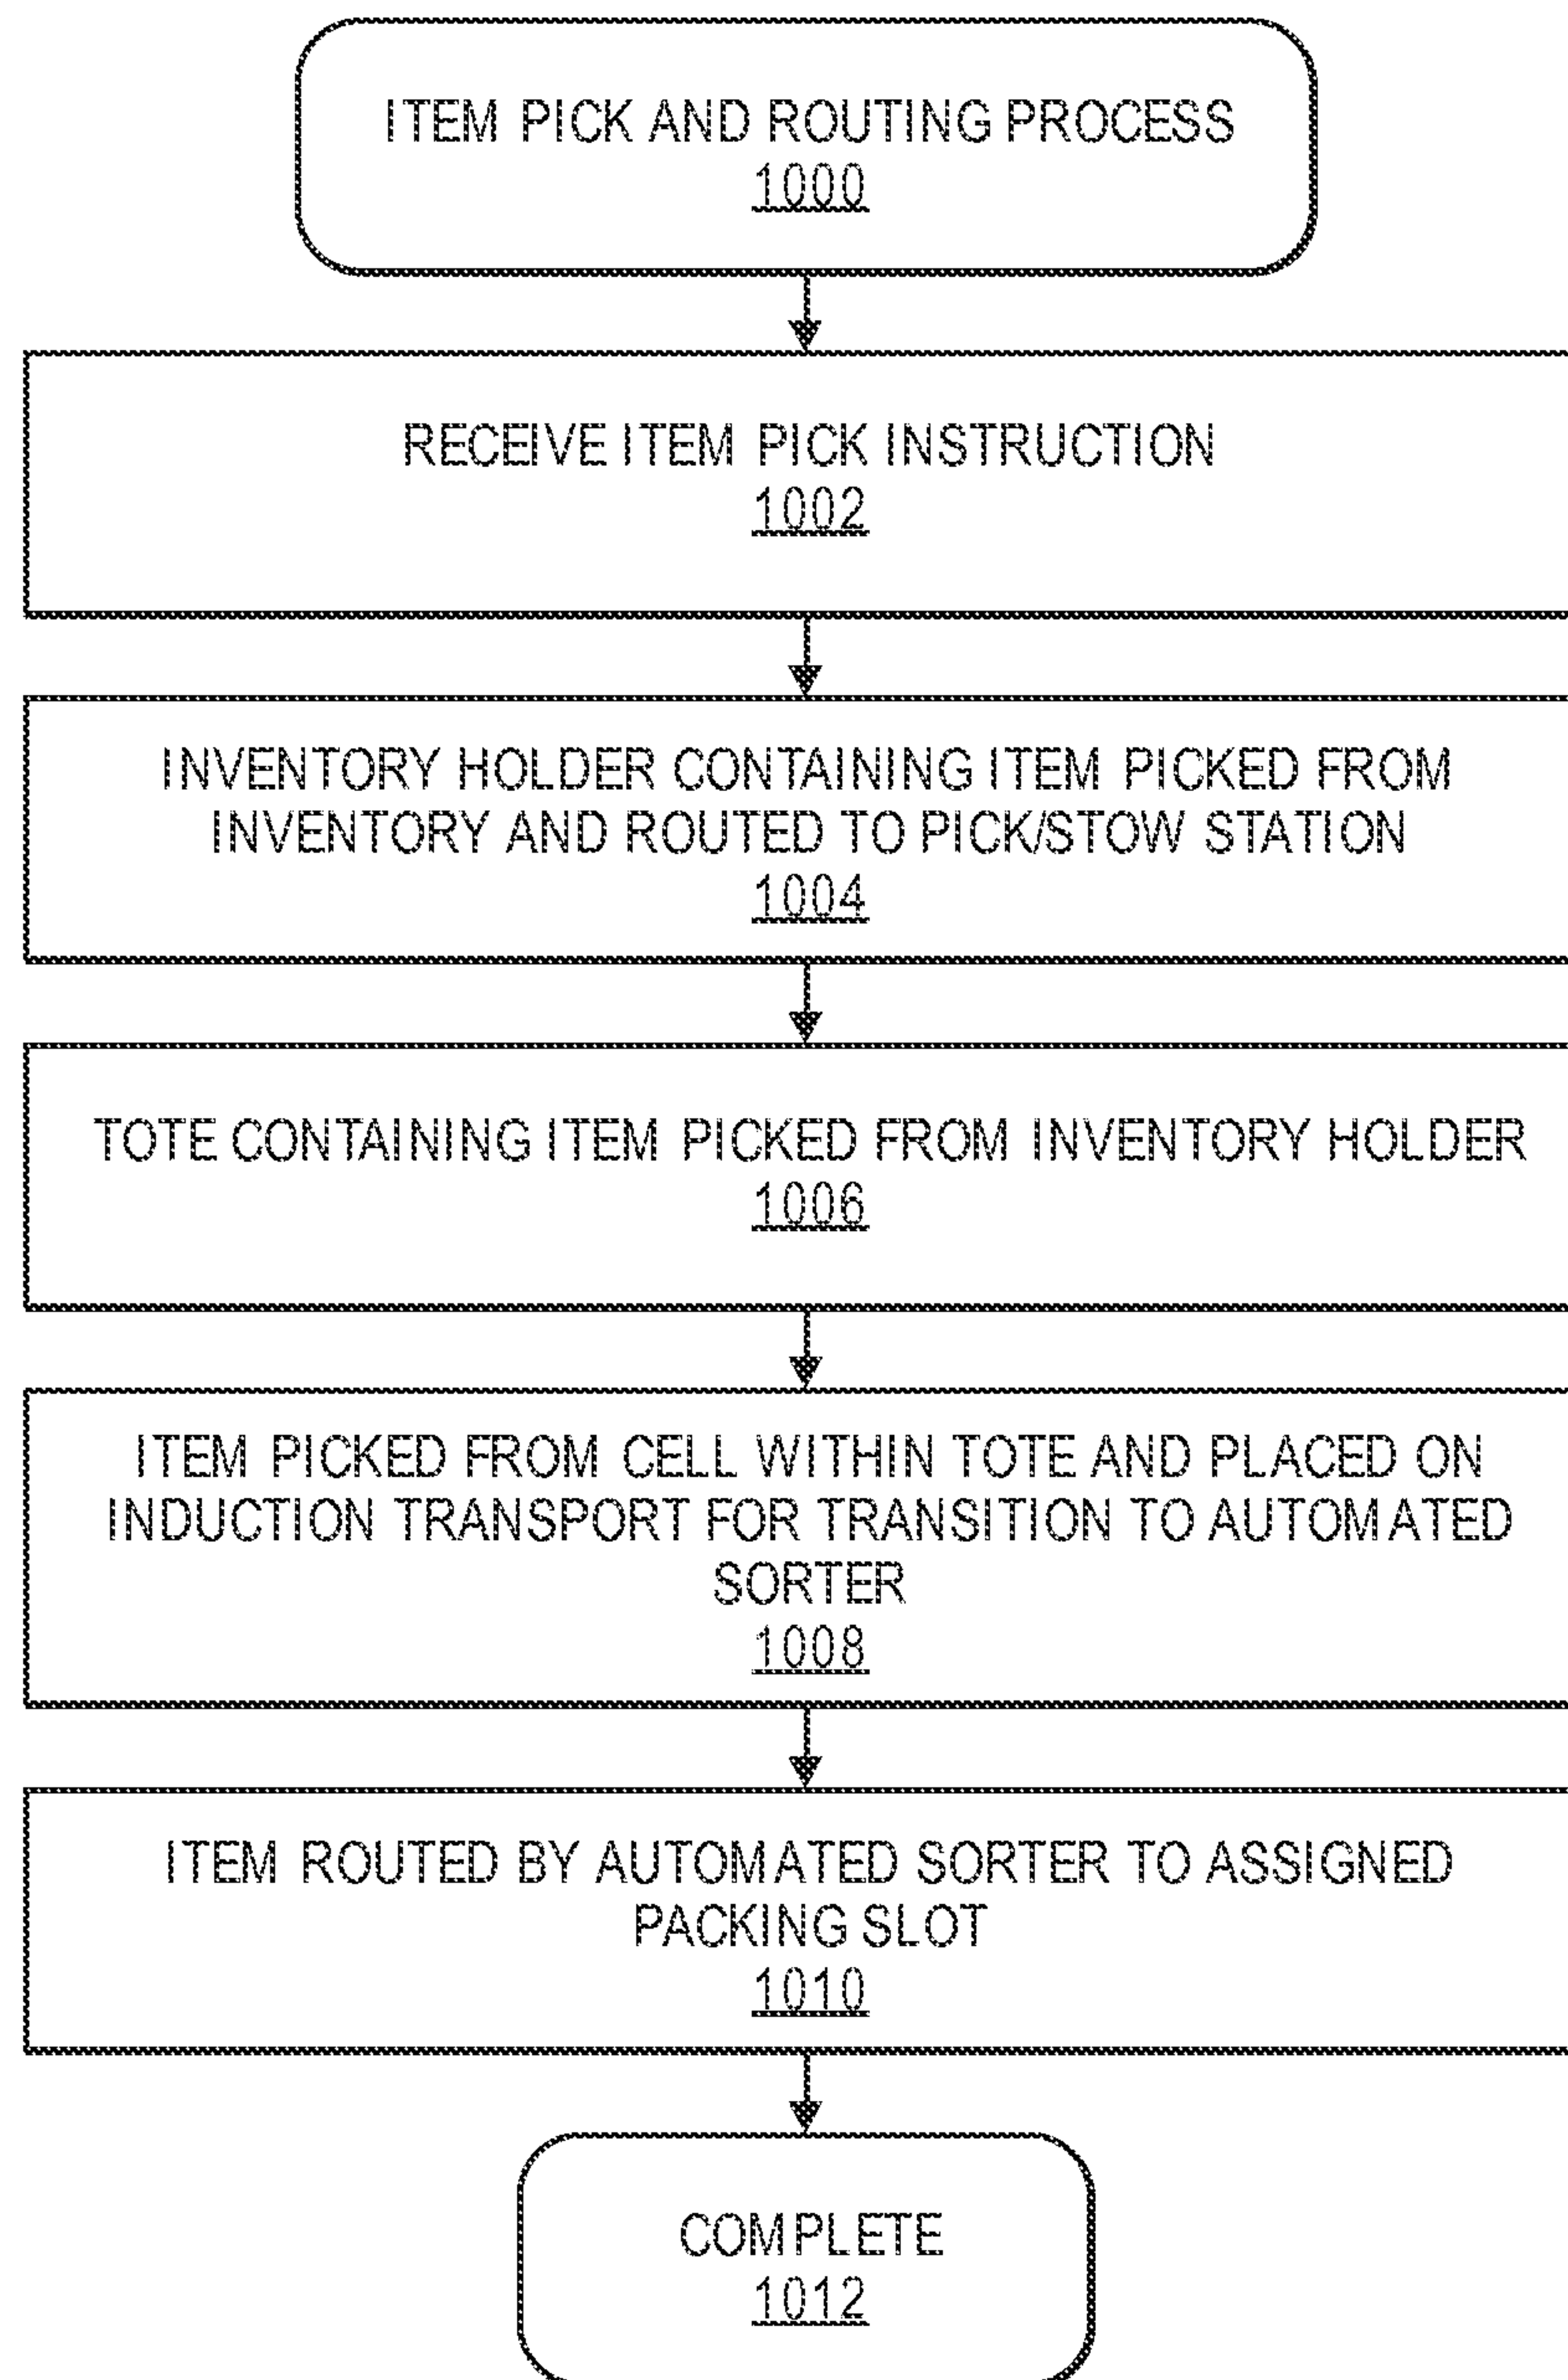 ITEM PICK AND ROUTING PROCESS
1000
RECEIVE ITEM PICK INSTRUCTION
1002
INVENTORY HOLDER CONTAINING ITEM PICKED FROM
INVENTORY AND ROUTED TO PICK/STOW STATION
1004
TOTE CONTAINING ITEM PICKED FROM INVENTORY HOLDER
1006
ITEM PICKED FROM CELL WITHIN TOTE AND PLACED ON
INDUCTION TRANSPORT FOR TRANSITION TO AUTOMATED
SORTER
1008
ITEM ROUTED BY AUTOMATED SORTER TO ASSIGNED
PACKING SLOT
1010
COMPLETE
1012